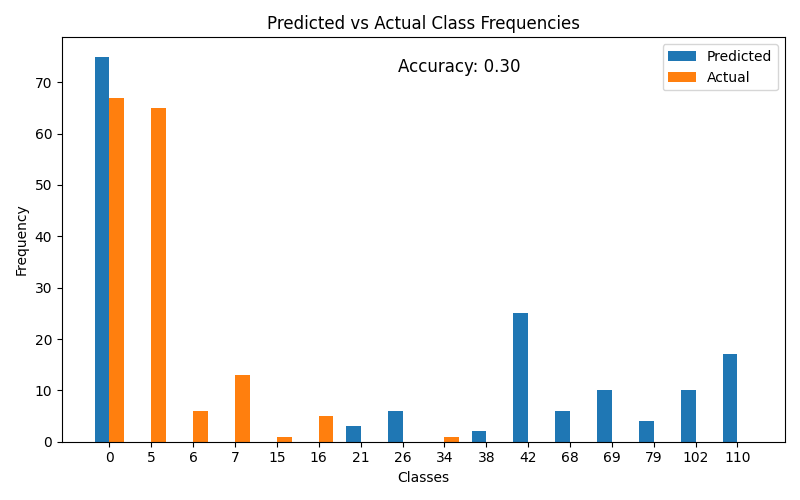 Predicted vs Actual Class Frequencies
Accuracy: 0.30
Predicted
Actual
Frequency
70
60
50
40
30
20
10
0
0 5 6 7 15 16 21 26 34 38 42 68 69 79 102 110
Classes